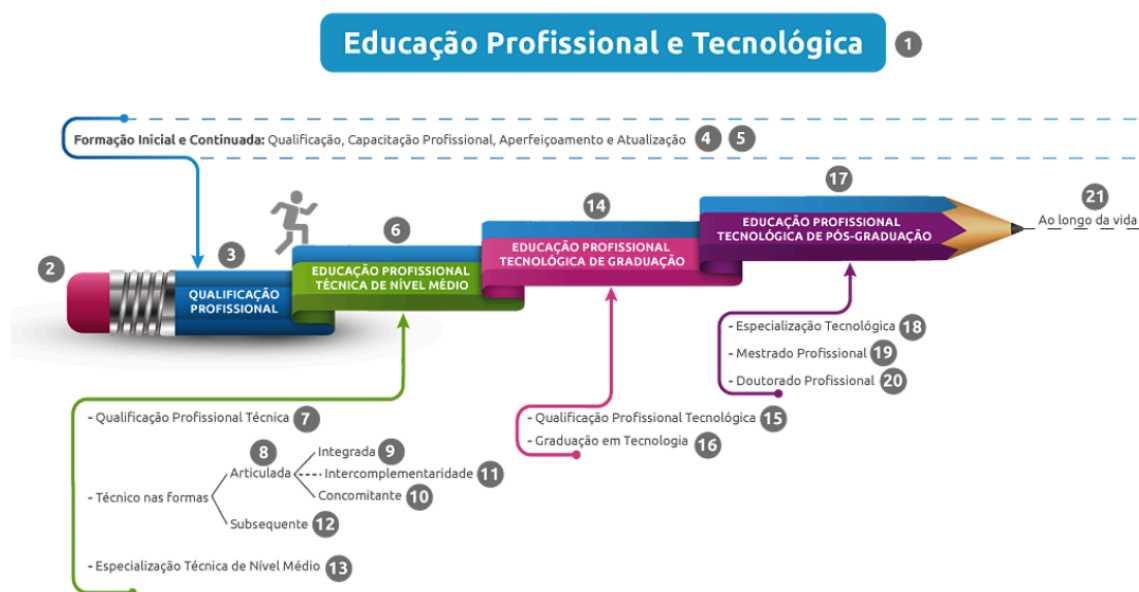 Educação Profissional e Tecnológica 1
Formação Inicial e Continuada: Qualificação, Capacitação Profissional, Aperfeiçoamento e Atualização 4 5
2
3
QUALIFICAÇÃO
PROFISSIONAL
6
EDUCAÇÃO PROFISSIONAL
TÉCNICA DE NÍVEL MÉDIO
14
EDUCAÇÃO PROFISSIONAL
TECNOLÓGICA DE GRADUAÇÃO
17
EDUCAÇÃO PROFISSIONAL
TECNOLÓGICA DE PÓS-GRADUAÇÃO
21
Ao longo da vida
- Qualificação Profissional Técnica 7
- Técnico nas formas
8
Articulada
Integrada 9
Intercomplementaridade 11
Concomitante 10
Subsequente 12
- Especialização Técnica de Nível Médio 13
- Qualificação Profissional Tecnológica 15
- Graduação em Tecnologia 16
- Especialização Tecnológica 18
- Mestrado Profissional 19
- Doutorado Profissional 20